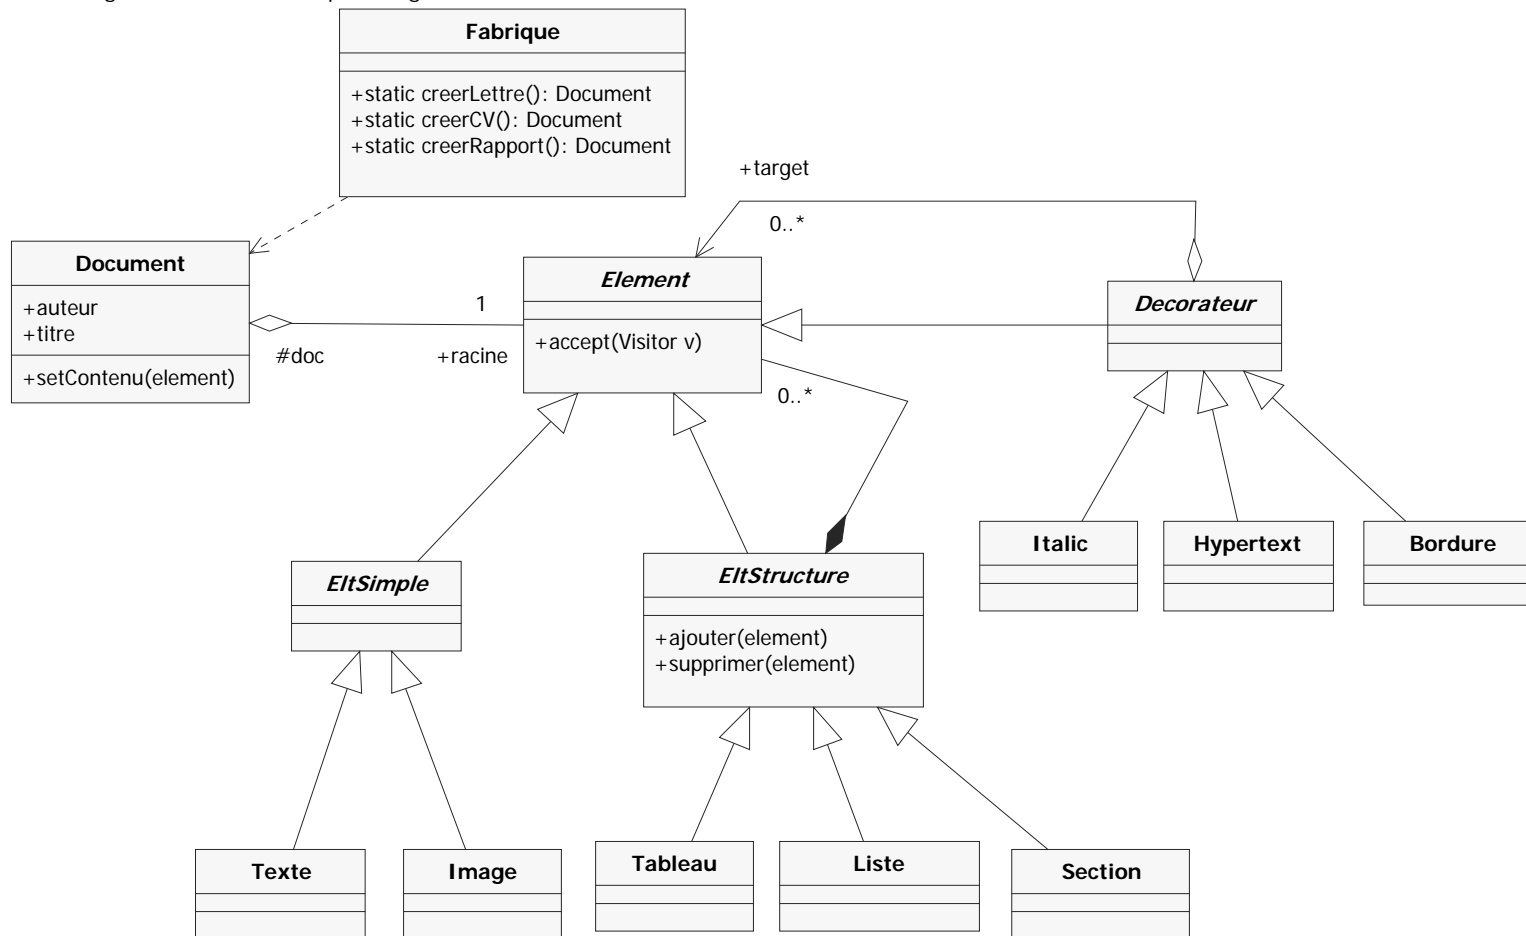 Fabrique
+static creerLettre(): Document
+static creerCV(): Document
+static creerRapport(): Document
+target
0..*
Document
+auteur
+titre
+setContenu(element)
#doc
1
+racine
Element
+accept(Visitor v)
0..*
Decorateur
Italic
Hypertext
Bordure
EltSimple
EltStructure
+ajouter(element)
+supprimer(element)
Texte
Image
Tableau
Liste
Section